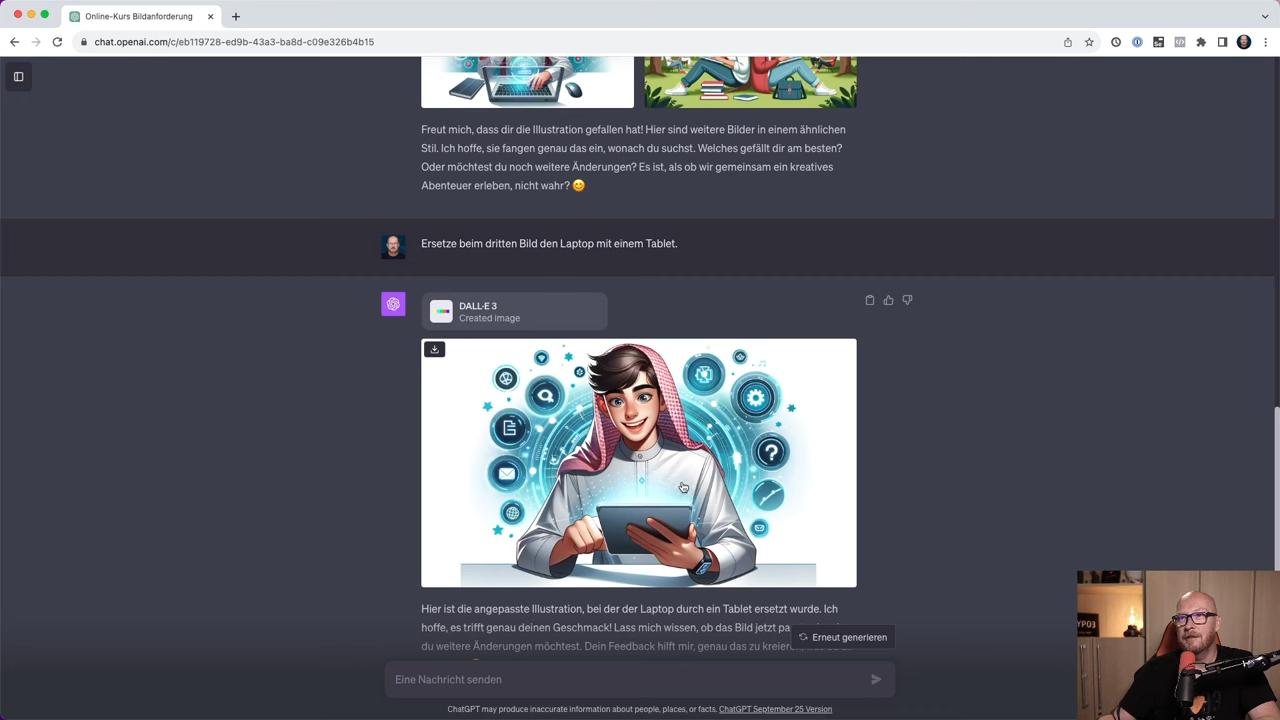 Online-Kurs Bildanforderung
chat.openai.com/c/eb119728-ed9b-43a3-ba8d-c09e326b4b15
Freut mich, dass dir die Illustration gefallen hat! Hier sind weitere Bilder in einem ähnlichen
Stil. Ich hoffe, sie fangen genau das ein, wonach du suchst. Welches gefällt dir am besten?
Oder möchtest du noch weitere Änderungen? Es ist, als ob wir gemeinsam ein kreatives
Abenteuer erleben, nicht wahr? 😊
Ersetze beim dritten Bild den Laptop mit einem Tablet.
DALL·E 3
Created image
?
Hier ist die angepasste Illustration, bei der der Laptop durch ein Tablet ersetzt wurde. Ich
hoffe, es trifft genau deinen Geschmack! Lass mich wissen, ob das Bild jetzt
du weitere Änderungen möchtest. Dein Feedback hilft mir, genau das zu
Erneut generieren
Eine Nachricht senden
ChatGPT may produce inaccurate information about people, places, or facts. ChatGPT September 25 Version
YPO3